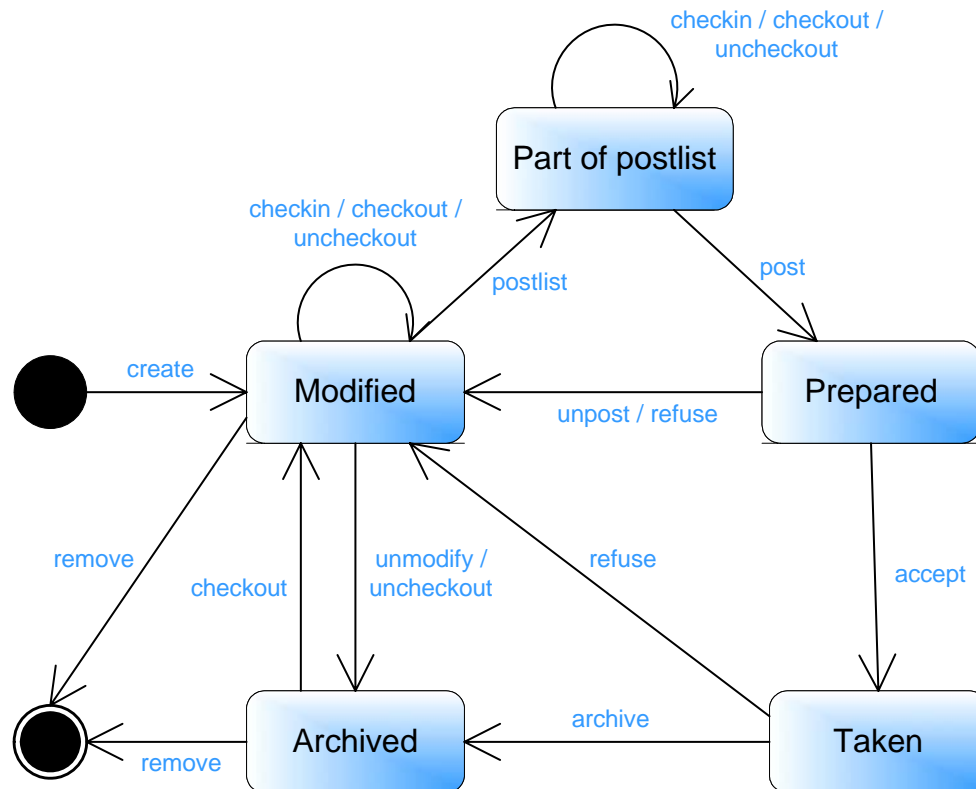 checkin / checkout /
uncheckout
Part of postlist
checkin / checkout /
uncheckout
post
postlist
create
Modified
Prepared
unpost / refuse
remove
checkout
unmodify /
uncheckout
refuse
accept
archive
Archived
Taken
remove